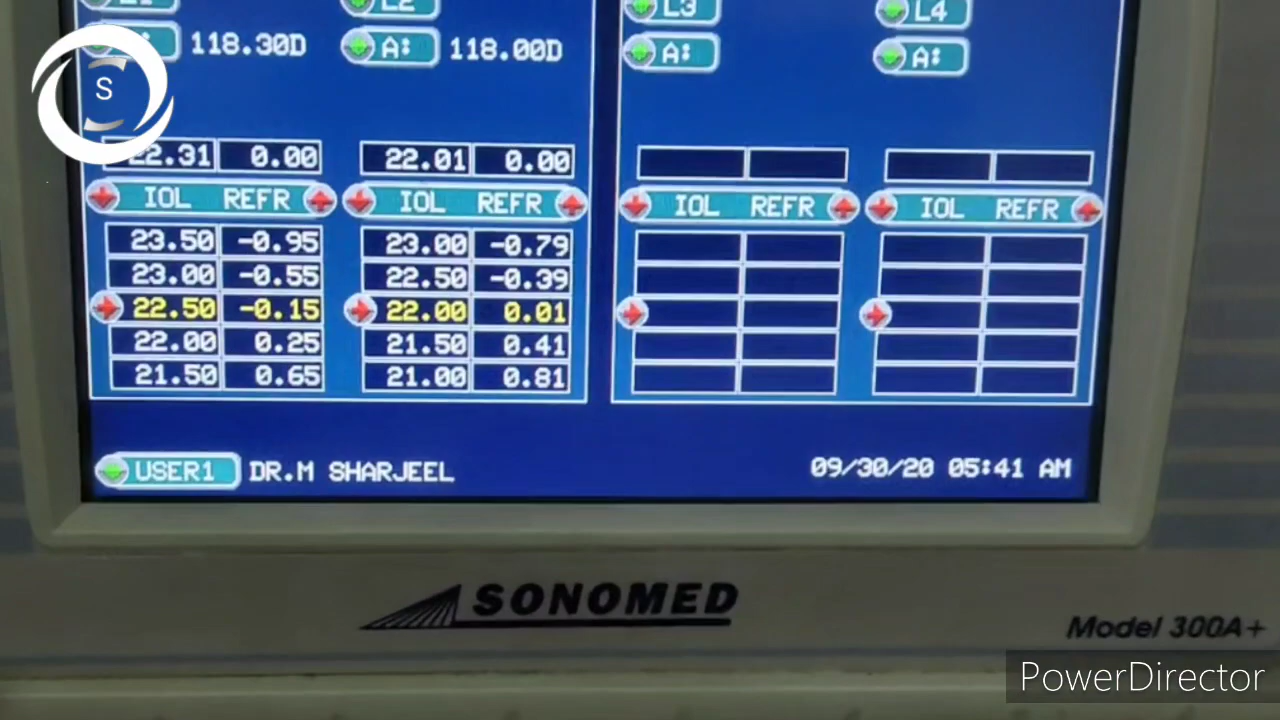 L2 L3 L4
118.30D A: 118.00D A: A:
S
22.31 0.00 22.01 0.00
IOL REFR IOL REFR IOL REFR IOL REFR
23.50 -0.95 23.00 -0.79
23.00 -0.55 22.50 -0.39
22.50 -0.15 22.00 0.01
22.00 0.25 21.50 0.41
21.50 0.65 21.00 0.81
USER1 DR.M SHARJEEL 09/30/20 05:41 AM
SONOMED
Model 300A+
PowerDirector